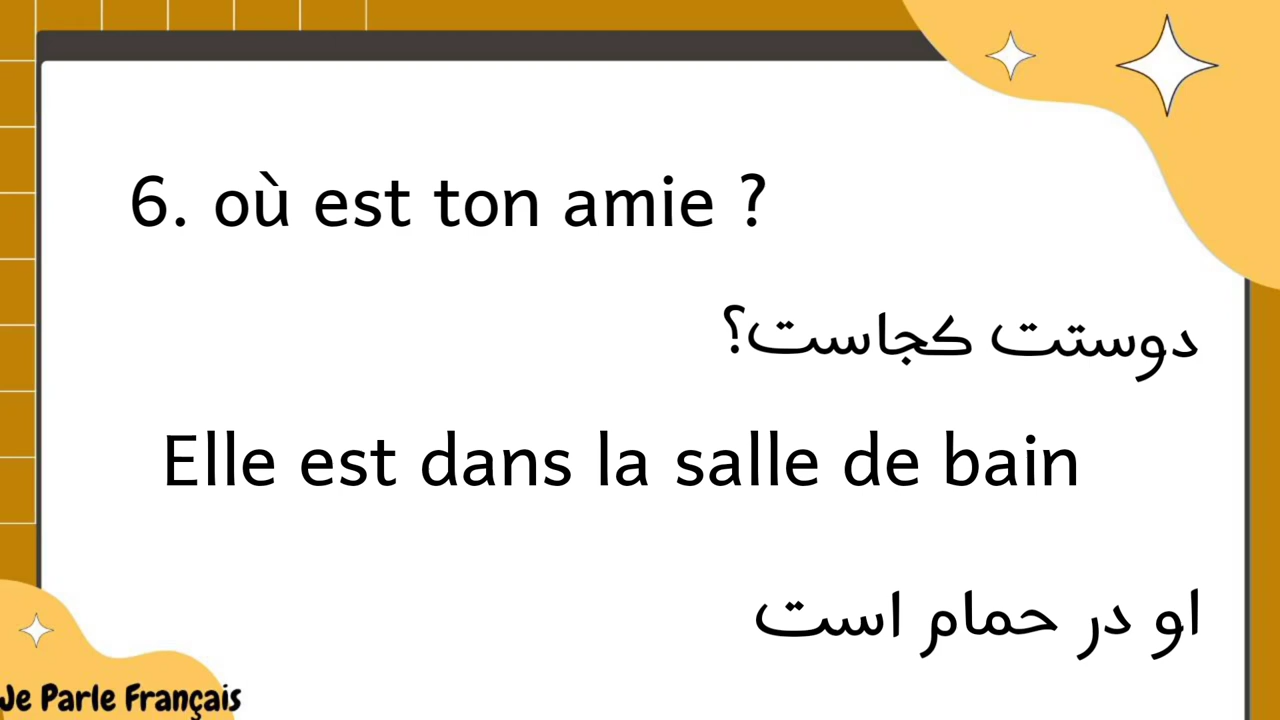 6. où est ton amie ?
دوستت کجاست؟
Elle est dans la salle de bain
او در حمام است
Je Parle Français